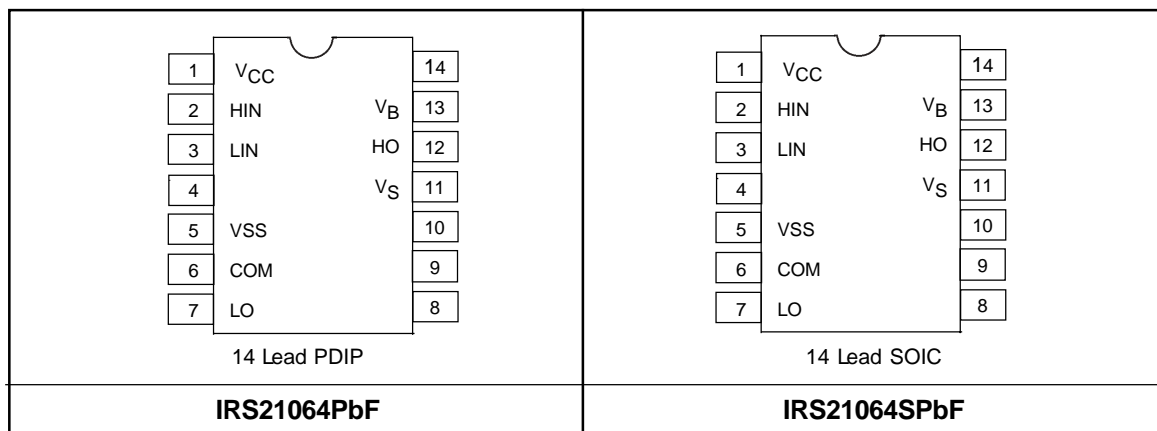 1 VCC 14
2 HIN VB 13
3 LIN HO 12
4 VS 11
5 VSS 10
6 COM 9
7 LO 8
14 Lead PDIP
IRS21064PbF
1 VCC 14
2 HIN VB 13
3 LIN HO 12
4 VS 11
5 VSS 10
6 COM 9
7 LO 8
14 Lead SOIC
IRS21064SPbF